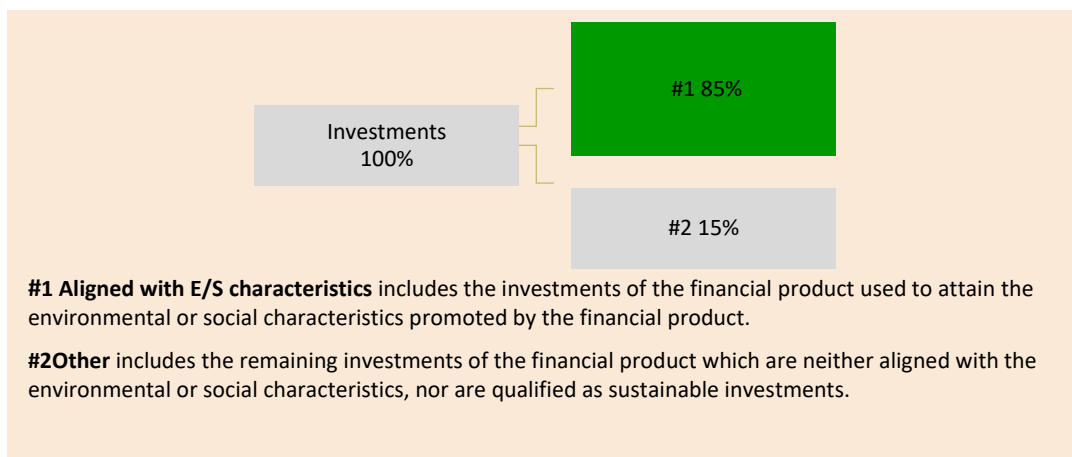 #1 85%
Investments
100%
#2 15%
#1 Aligned with E/S characteristics includes the investments of the financial product used to attain the
environmental or social characteristics promoted by the financial product.
#2Other includes the remaining investments of the financial product which are neither aligned with the
environmental or social characteristics, nor are qualified as sustainable investments.